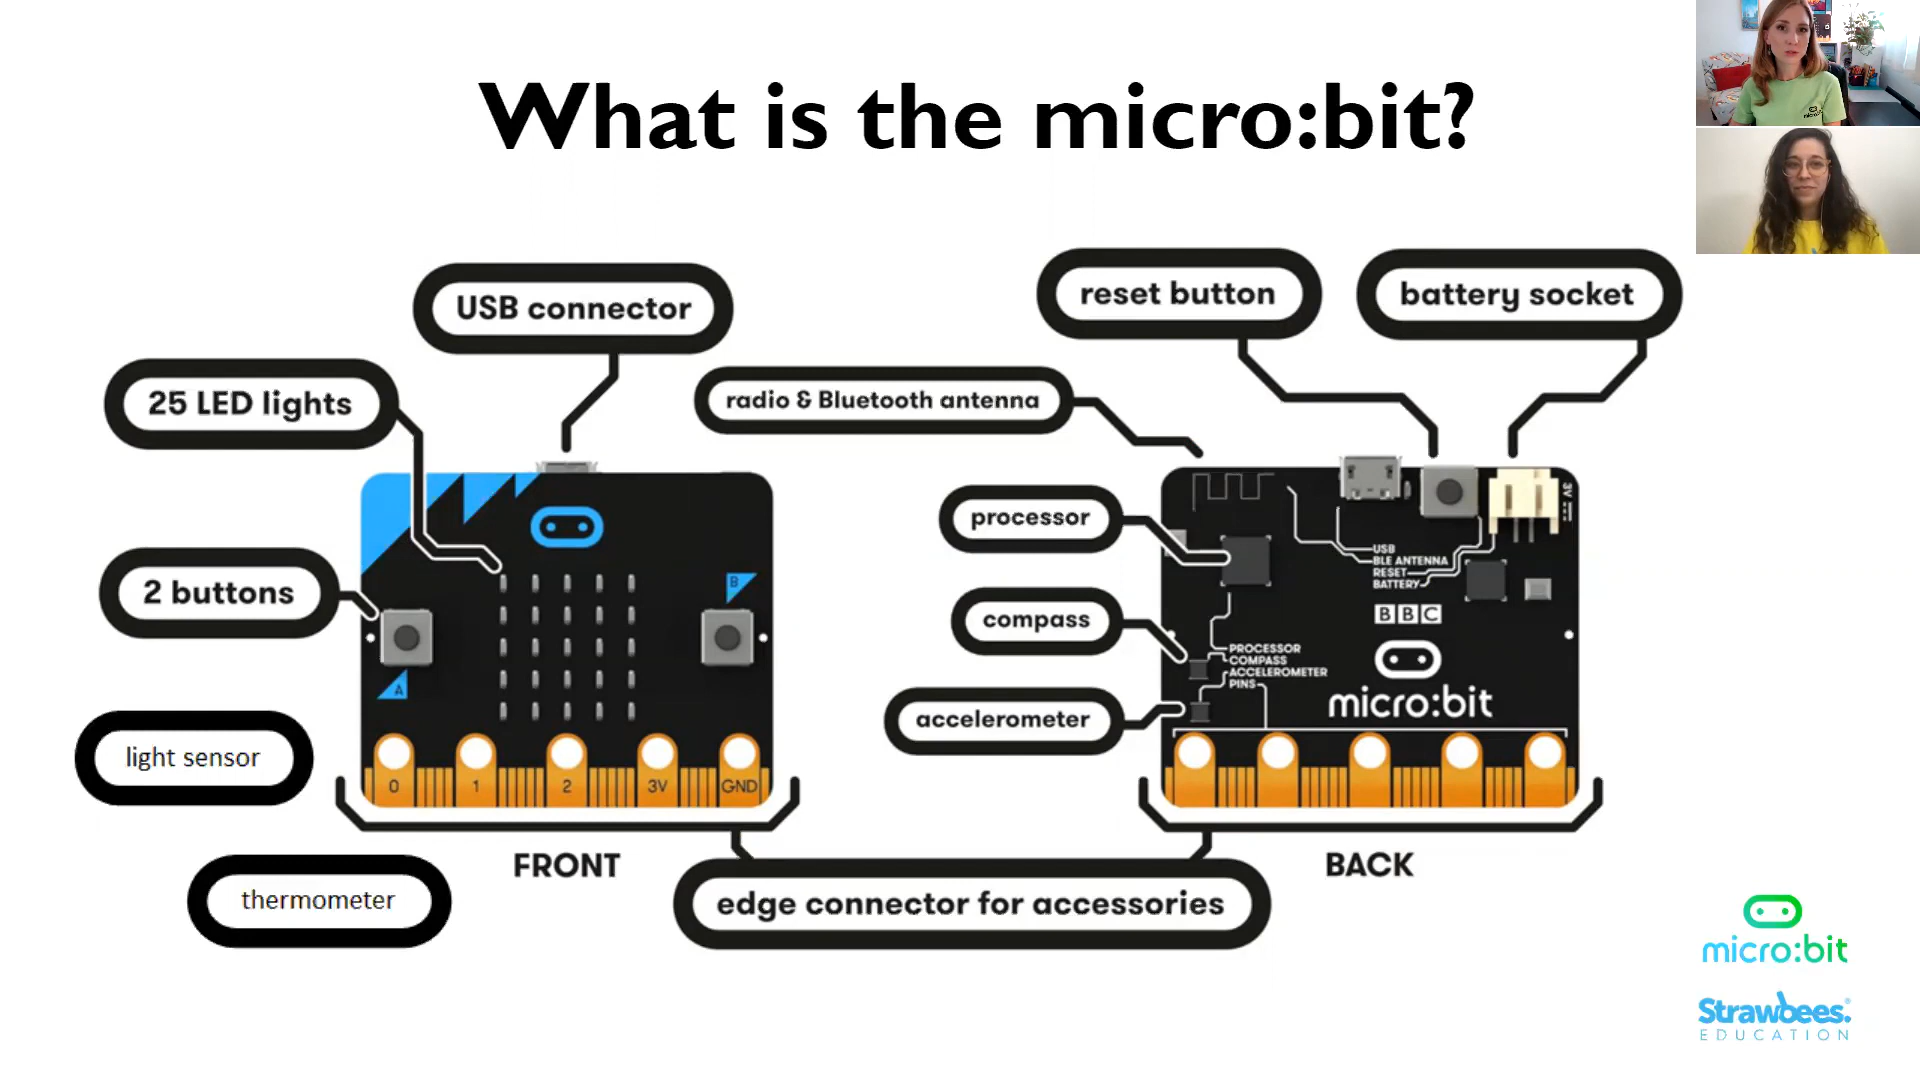 What is the micro:bit?
USB connector
reset button
battery socket
25 LED lights
radio & Bluetooth antenna
processor
2 buttons
compass
accelerometer
light sensor
thermometer
B
A
0
1
2
3V
GND
3V
USB
BLE ANTENNA
RESET
BATTERY
BBC
PROCESSOR
COMPASS
ACCELEROMETER
PINS
micro:bit
FRONT
BACK
edge connector for accessories
micro:bit
Strawbees®
EDUCATION